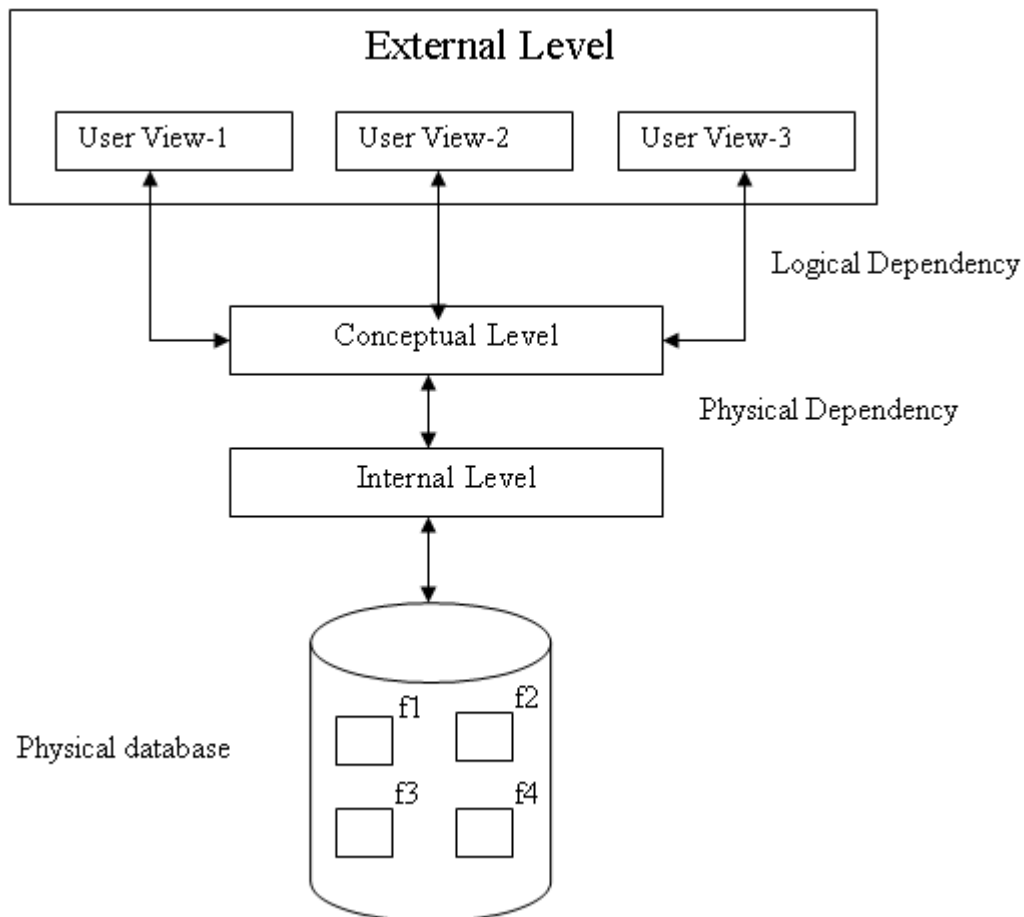 External Level
User View-1
User View-2
User View-3
Logical Dependency
Conceptual Level
Physical Dependency
Internal Level
f1
f2
Physical database
f3
f4